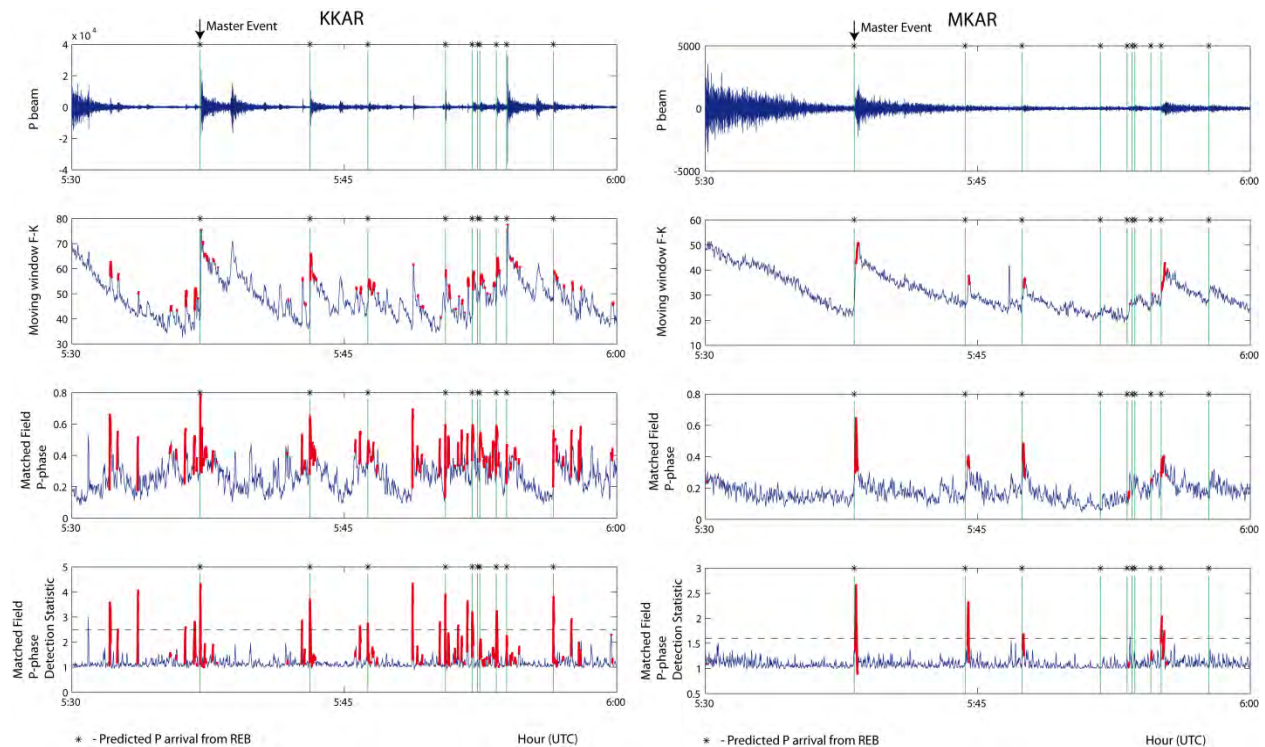 KKAR
Master Event
x 10 4
4
2
0
-2
-4
P beam
5:30
5:45
6:00
80
70
60
50
40
30
Moving window F-K
5:30
5:45
6:00
0.8
0.6
0.4
0.2
0
Matched Field
P-phase
5:30
5:45
6:00
5
4
3
2
1
0
Matched Field
P-phase
Detection Statistic
5:30
5:45
6:00
* - Predicted P arrival from REB
Hour (UTC)
MKAR
Master Event
5000
0
-5000
P beam
5:30
5:45
6:00
60
50
40
30
20
10
Moving window F-K
5:30
5:45
6:00
0.8
0.6
0.4
0.2
0
Matched Field
P-phase
5:30
5:45
6:00
3
2.5
2
1.5
1
0.5
Matched Field
P-phase
Detection Statistic
5:30
5:45
6:00
* - Predicted P arrival from REB
Hour (UTC)